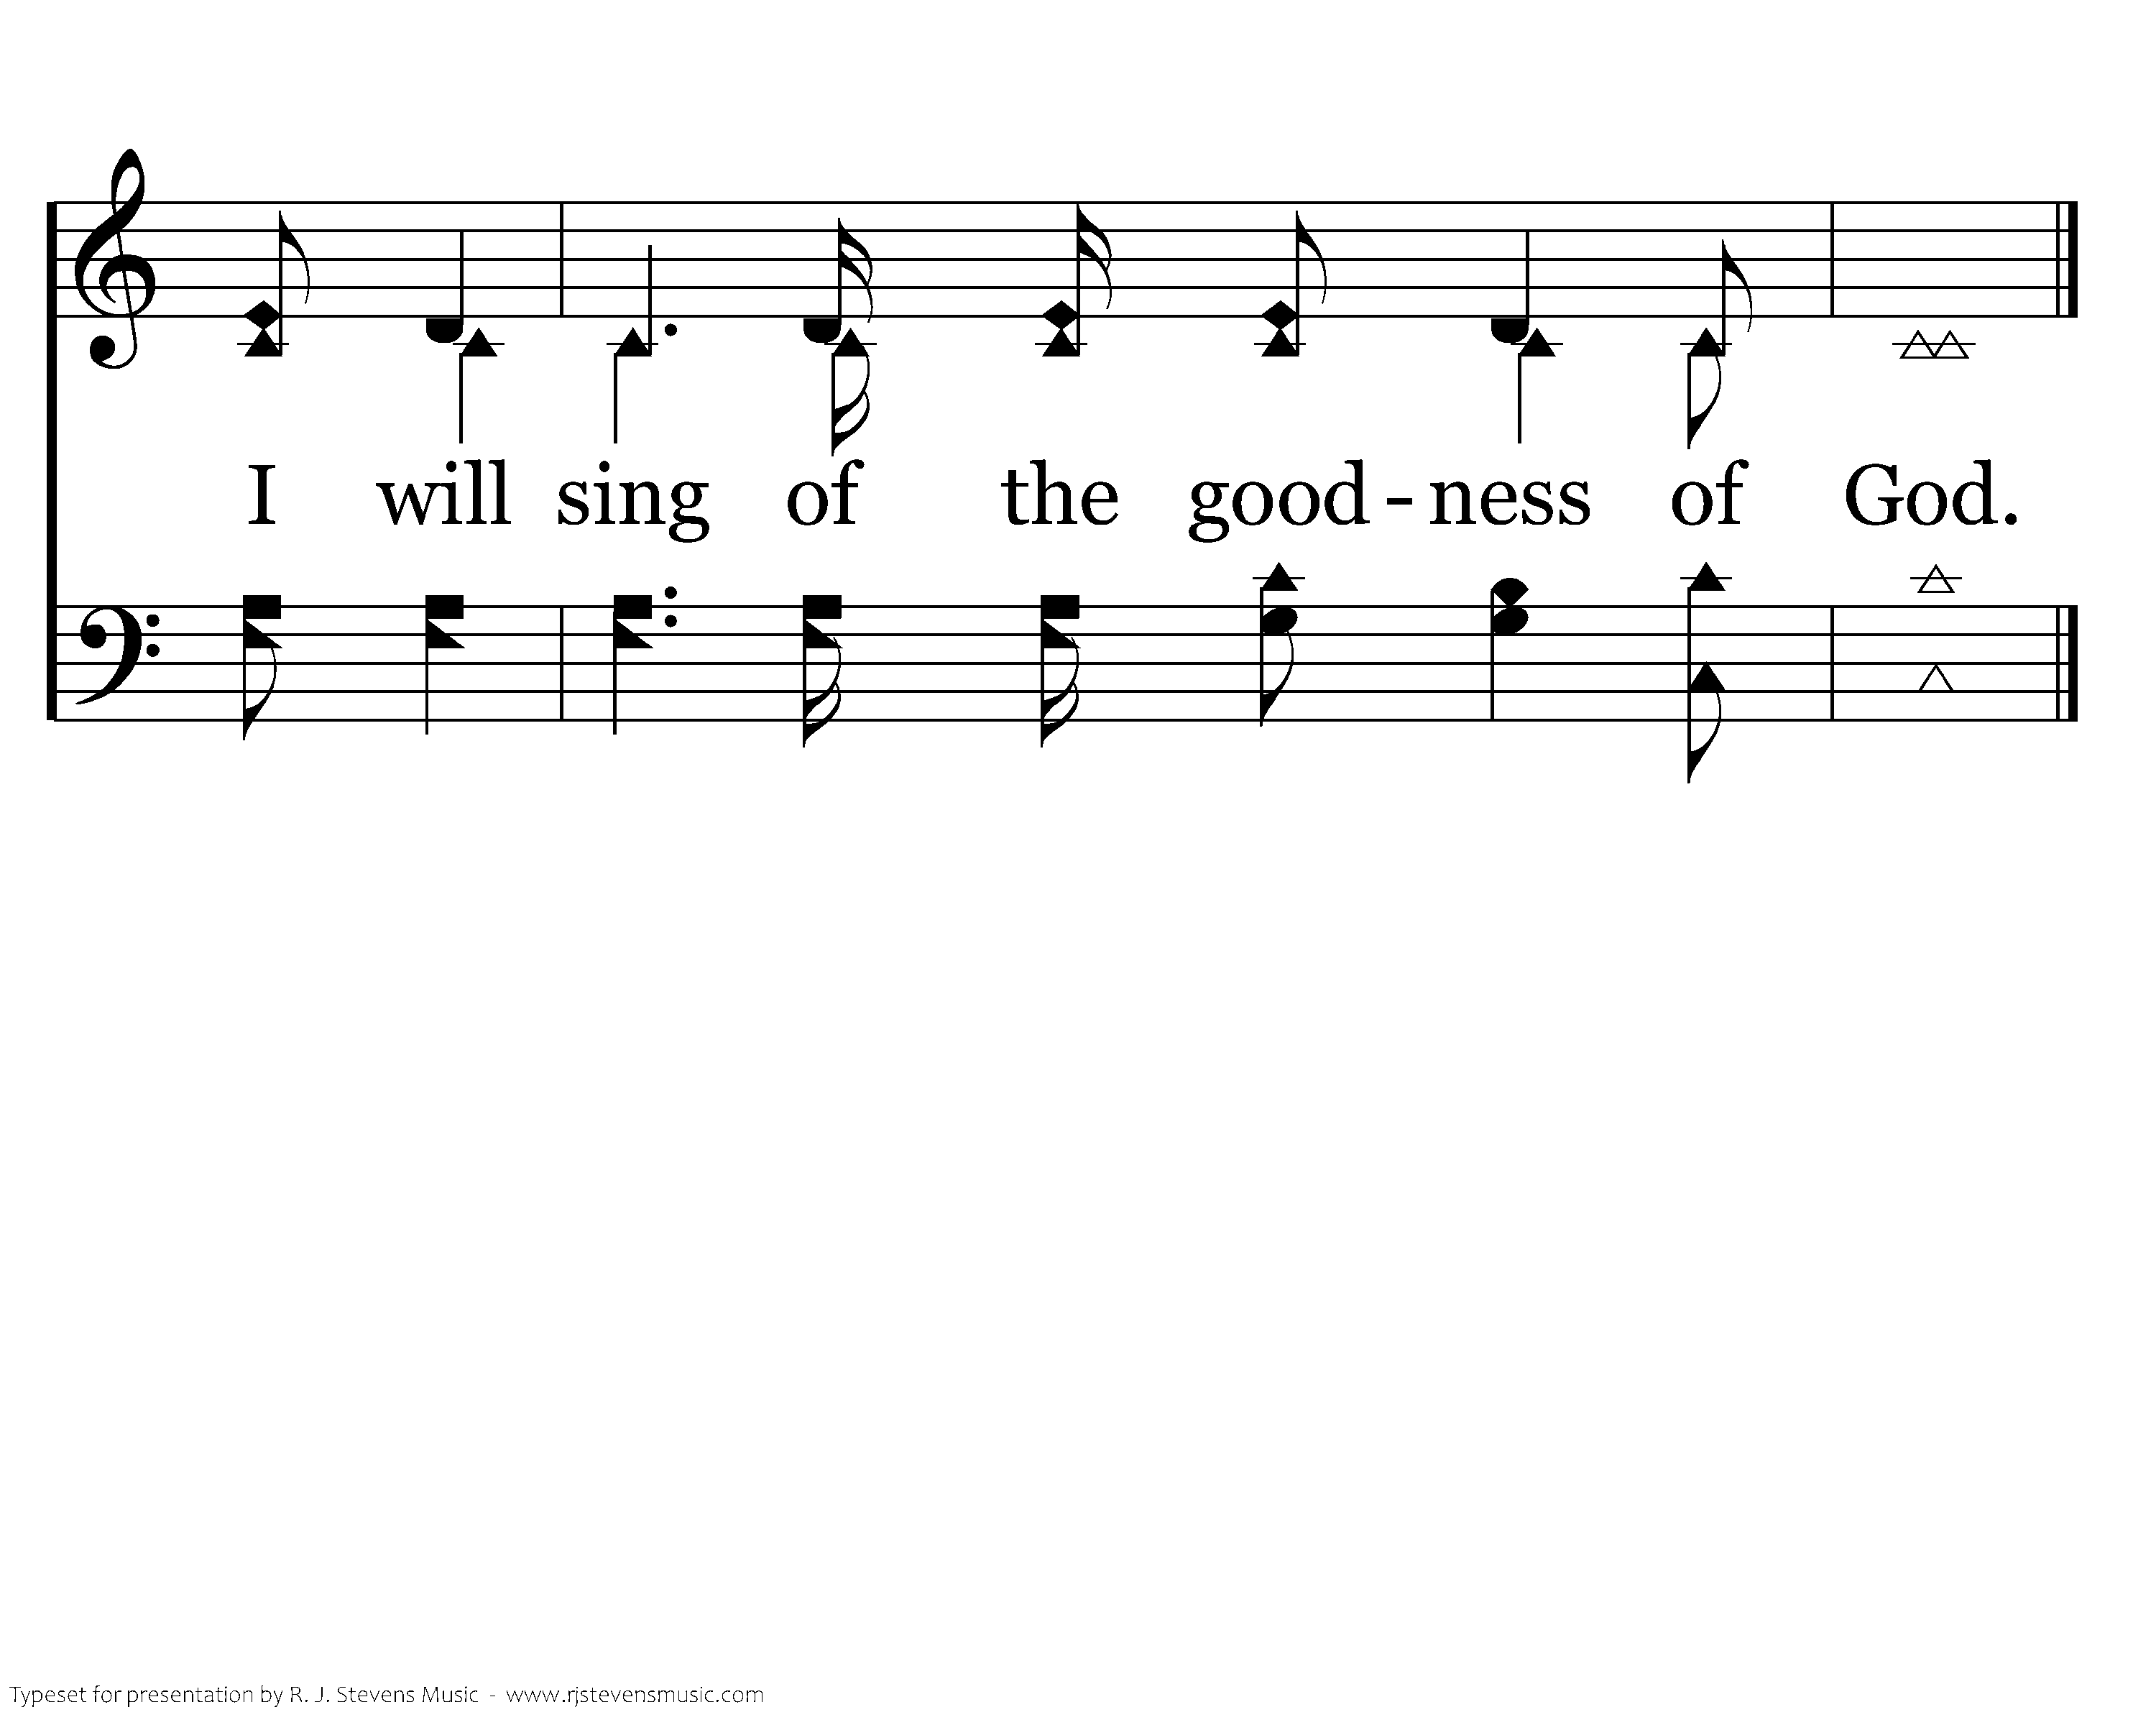 I will sing of the good - ness of God.
Typeset for presentation by R. J. Stevens Music - www.rjstevensmusic.com